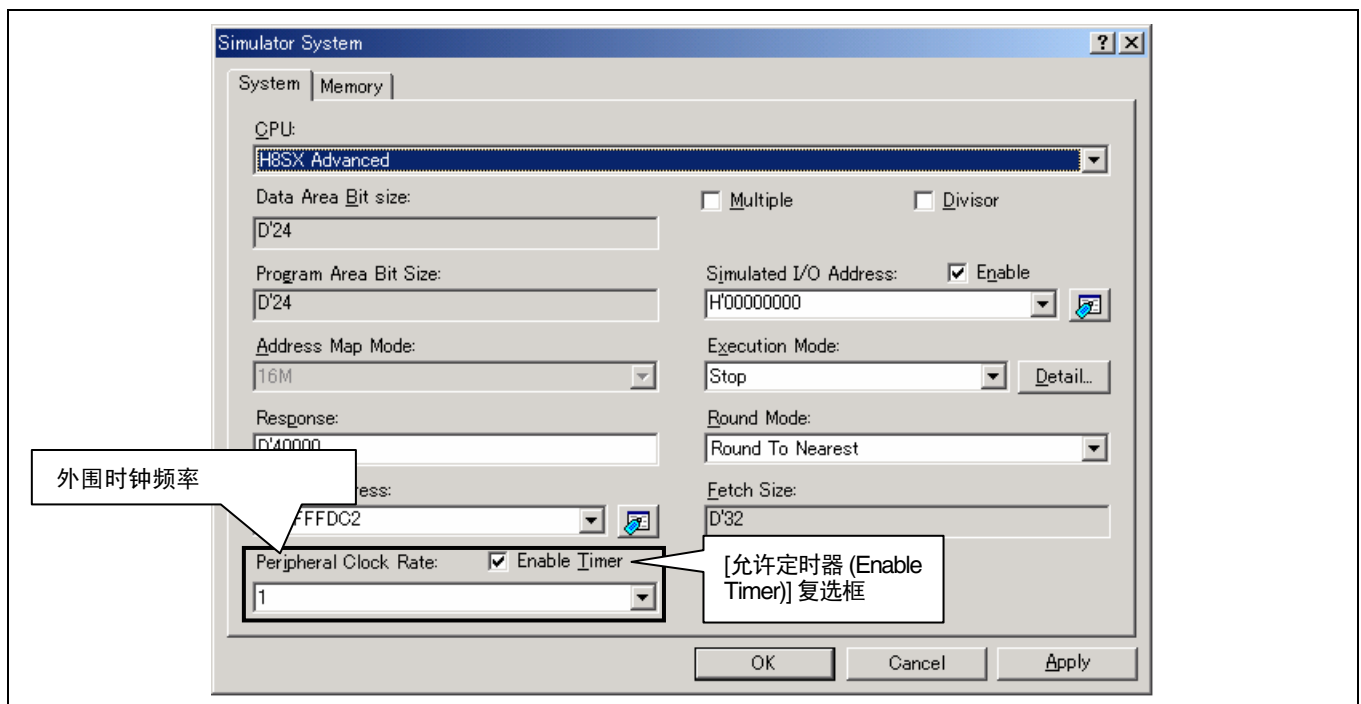 Simulator System
System
Memory
CPU:
H8SX Advanced
Data Area Bit size:
Multiple
Divisor
D'24
Program Area Bit Size:
Simulated I/O Address:
Enable
D'24
H'00000000
Address Map Mode:
Execution Mode:
16M
Stop
Detail...
Response:
Round Mode:
D'40000
Round To Nearest
外围时钟频率
ress:
Fetch Size:
FFFDC2
D'32
Peripheral Clock Rate:
Enable Timer
[允许定时器 (Enable
Timer)] 复选框
1
OK
Cancel
Apply